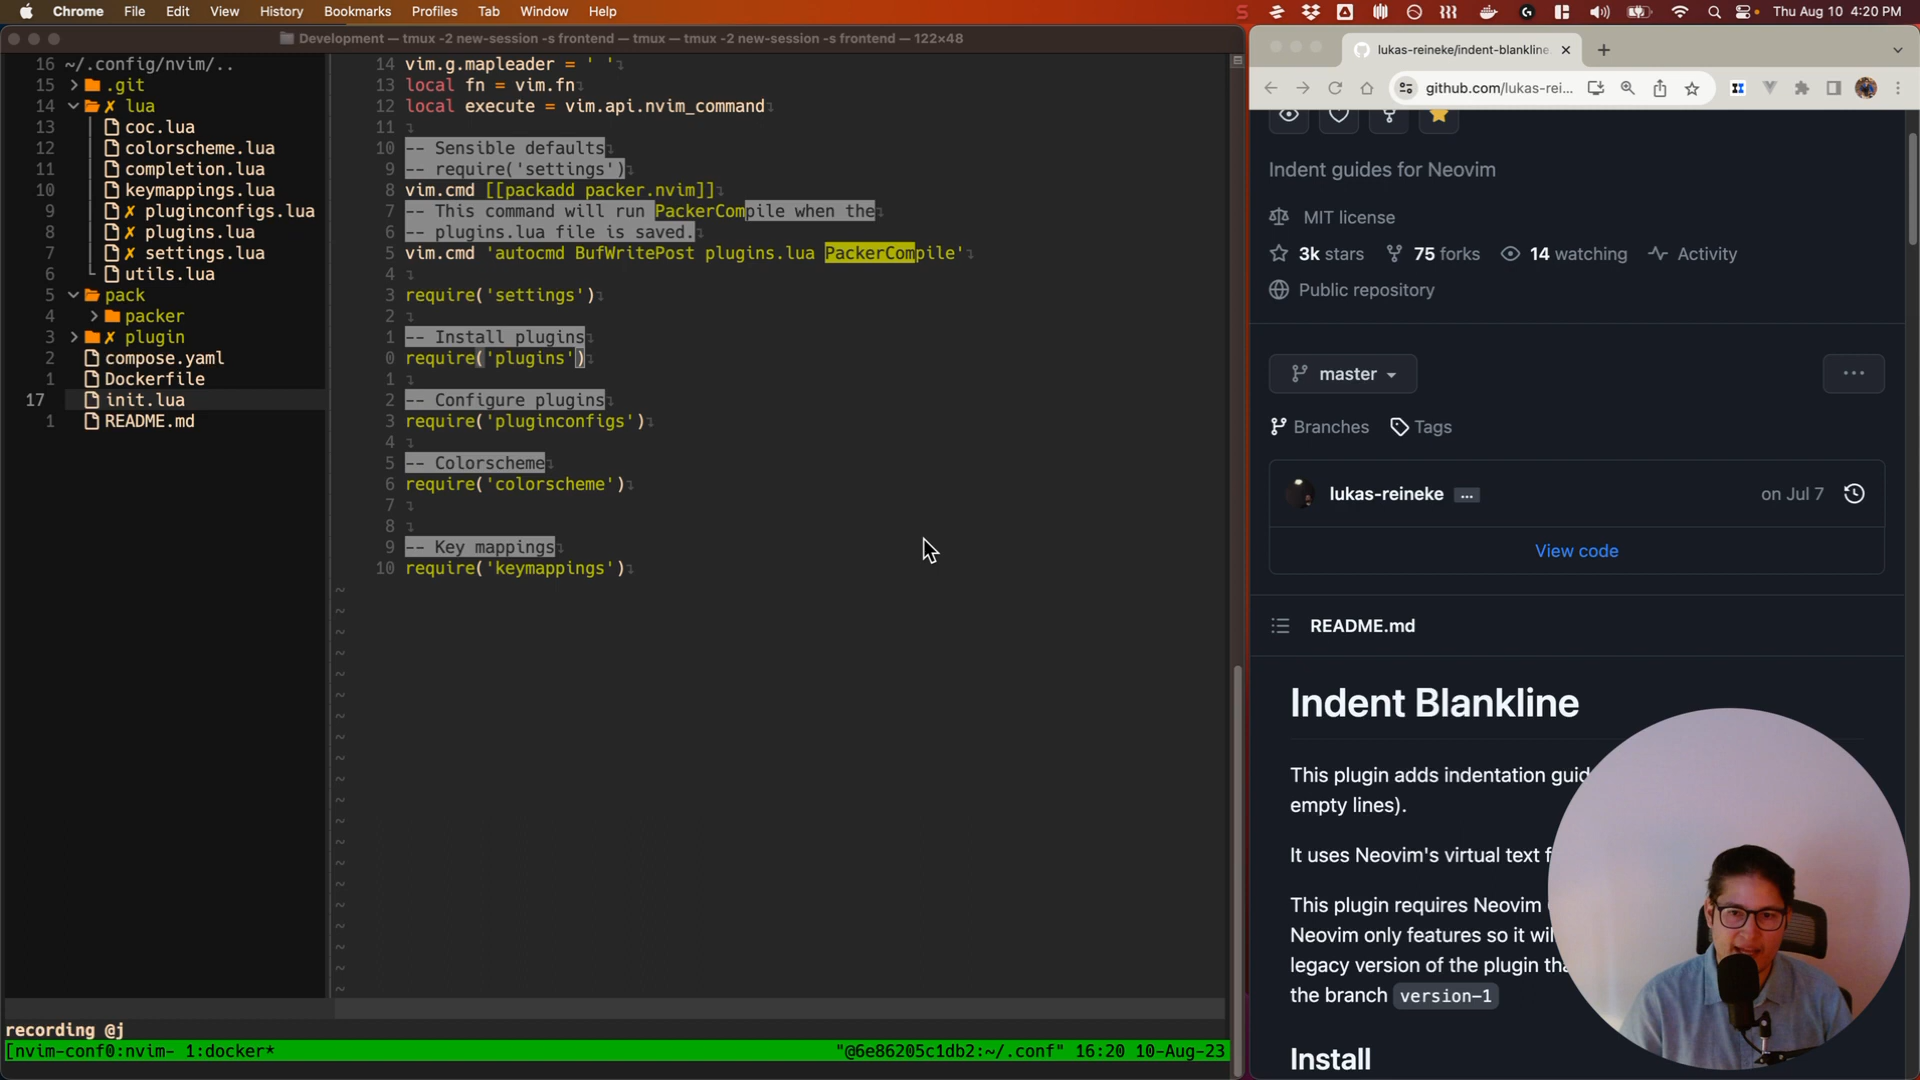 Chrome File Edit View History Bookmarks Profiles Tab Window Help
Thu Aug 10 4:20 PM
Development — tmux -2 new-session -s frontend — tmux — tmux -2 new-session -s frontend — 122×48
16 ~/.config/nvim/..
15 .git
14 lua
13 coc.lua
12 colorscheme.lua
11 completion.lua
10 keymappings.lua
9 ✗ pluginconfigs.lua
8 ✗ plugins.lua
7 ✗ settings.lua
6 utils.lua
5 pack
4 packer
3 ✗ plugin
2 compose.yaml
1 Dockerfile
17 init.lua
1 README.md
14 vim.g.mapleader = ' '
13 local fn = vim.fn
12 local execute = vim.api.nvim_command
11
10 -- Sensible defaults
9 -- require('settings')
8 vim.cmd [[packadd packer.nvim]]
7 -- This command will run PackerCompile when the
6 -- plugins.lua file is saved.
5 vim.cmd 'autocmd BufWritePost plugins.lua PackerCompile'
4
3 require('settings')
2
1 -- Install plugins
0 require('plugins')
1
2 -- Configure plugins
3 require('pluginconfigs')
4
5 -- Colorscheme
6 require('colorscheme')
7
8
9 -- Key mappings
10 require('keymappings')
recording @j
[nvim-conf0:nvim- 1:docker*
"@6e86205c1db2:~/.conf" 16:20 10-Aug-23
lukas-reineke/indent-blankline.
github.com/lukas-rei...
Indent guides for Neovim
MIT license
3k stars 75 forks 14 watching Activity
Public repository
master
Branches Tags
lukas-reineke ... on Jul 7
View code
README.md
Indent Blankline
This plugin adds indentation guid
empty lines).
It uses Neovim's virtual text f
This plugin requires Neovim
Neovim only features so it wil
legacy version of the plugin tha
the branch version-1
Install